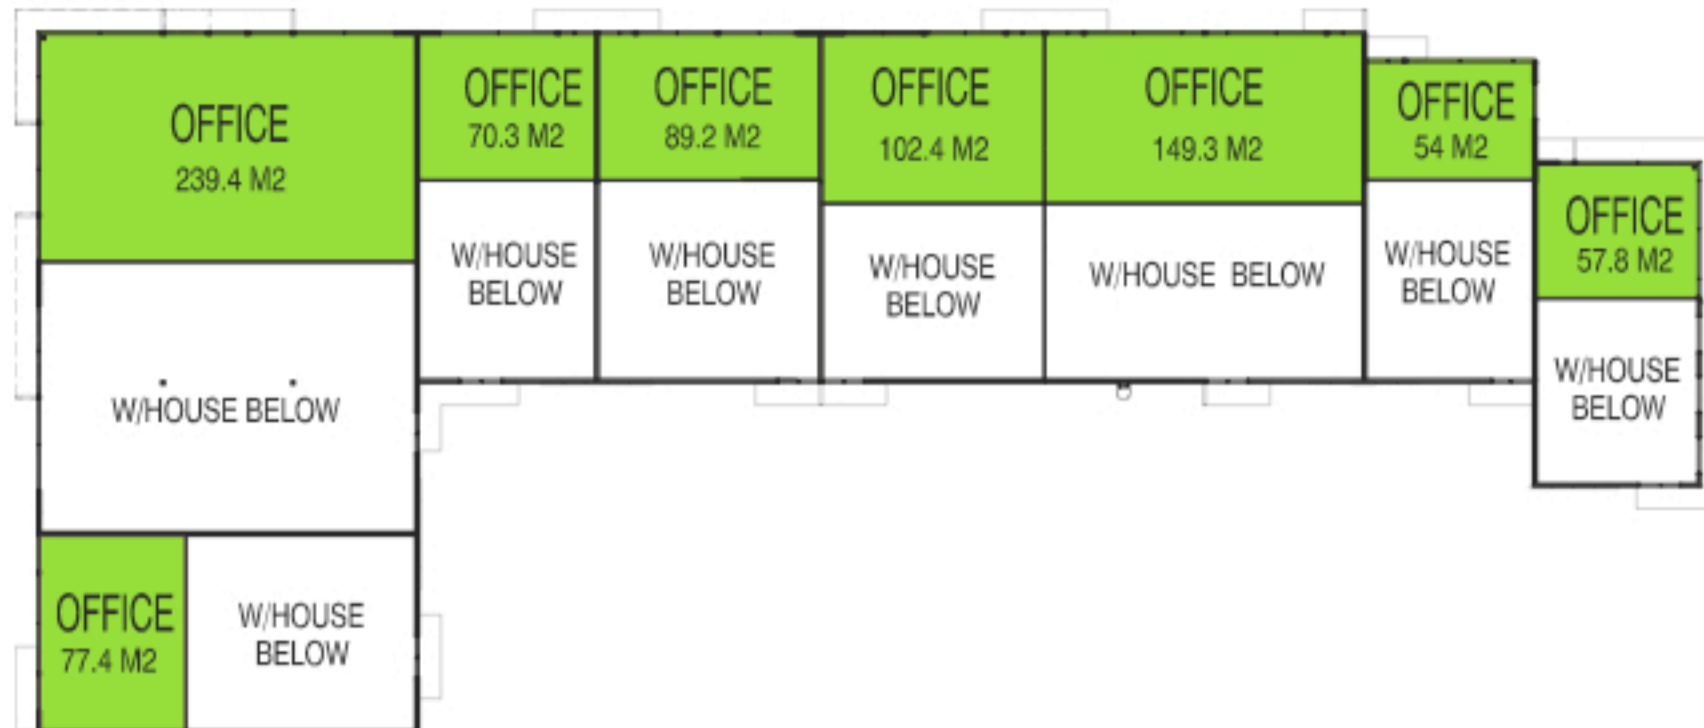 OFFICE
239.4 M2
OFFICE
70.3 M2
OFFICE
89.2 M2
OFFICE
102.4 M2
OFFICE
149.3 M2
OFFICE
54 M2
OFFICE
57.8 M2
W/HOUSE BELOW
W/HOUSE
BELOW
W/HOUSE
BELOW
W/HOUSE
BELOW
W/HOUSE  BELOW
W/HOUSE
BELOW
W/HOUSE
BELOW
OFFICE
77.4 M2
W/HOUSE
BELOW